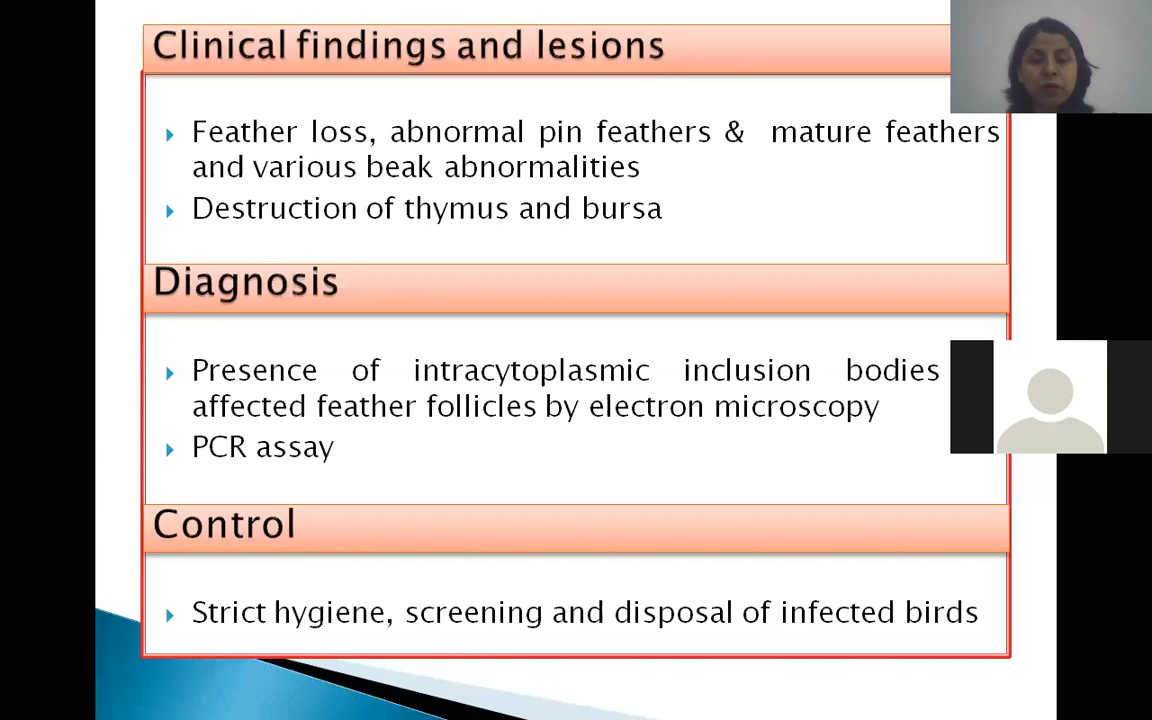 Clinical findings and lesions
Feather loss, abnormal pin feathers & mature feathers
and various beak abnormalities
Destruction of thymus and bursa
Diagnosis
Presence of intracytoplasmic inclusion bodies
affected feather follicles by electron microscopy
PCR assay
Control
Strict hygiene, screening and disposal of infected birds